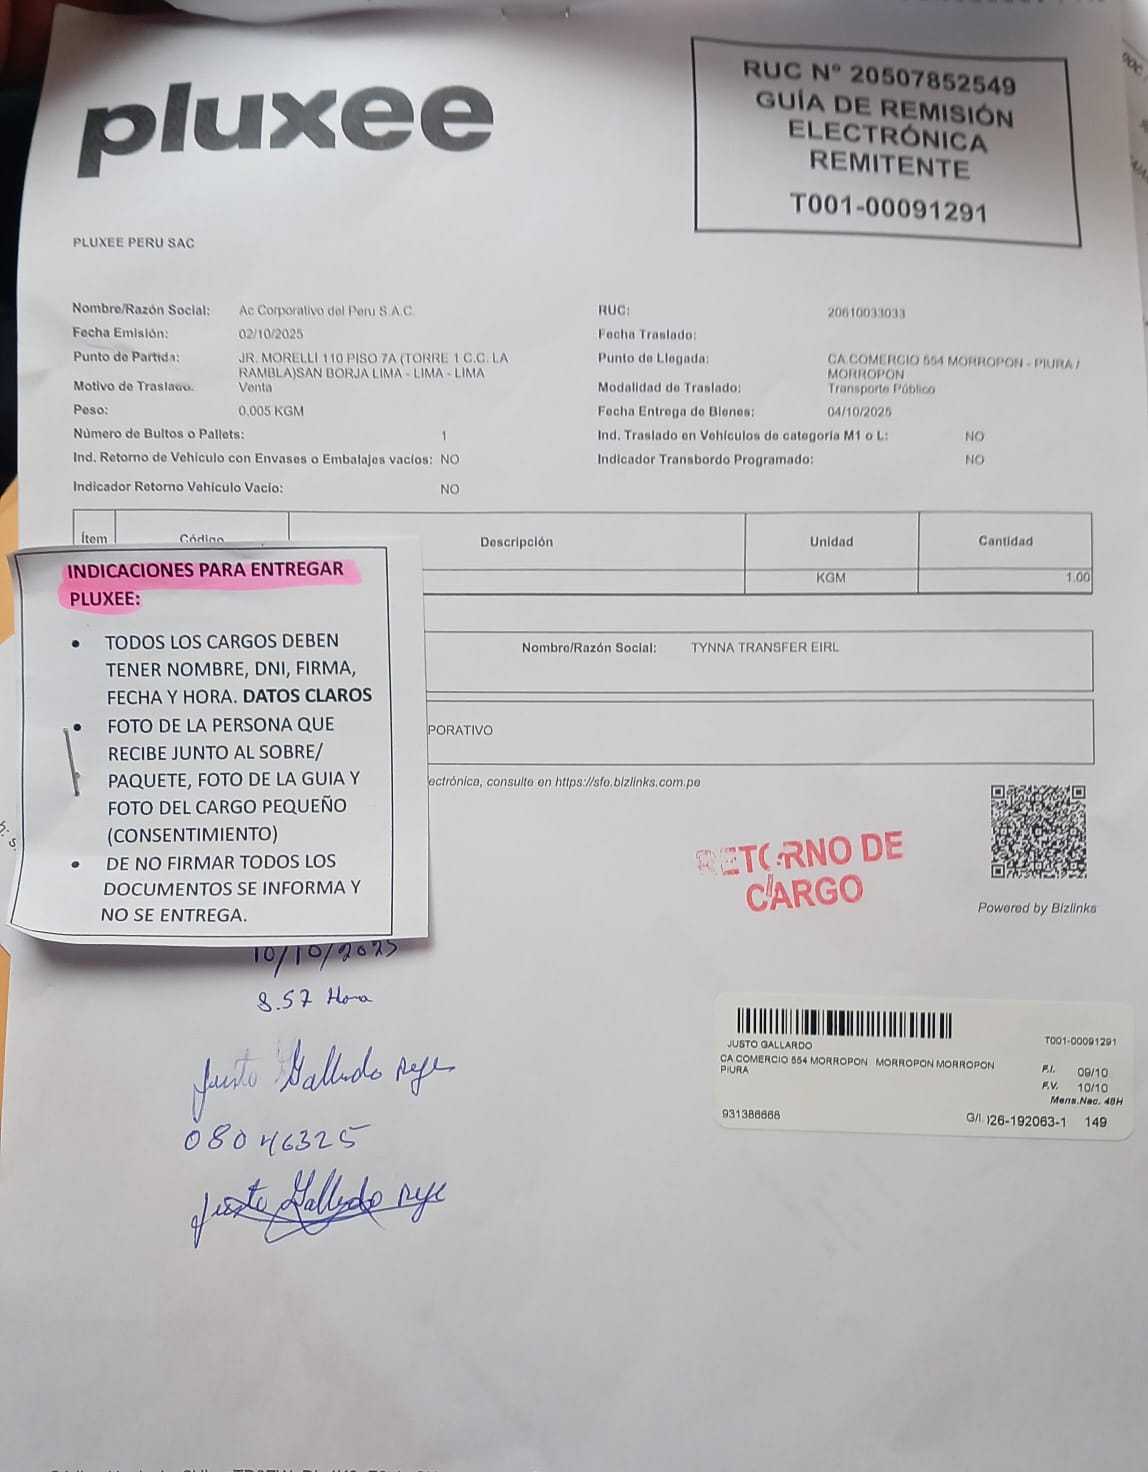 pluxee
RUC N° 20507852549
GUÍA DE REMISIÓN
ELECTRÓNICA
REMITENTE
T001-00091291
PLUXEE PERU SAC
Nombre/Razón Social: Ac Corporativo del Peru S.A.C.
RUC: 20610033033
Fecha Emisión: 02/10/2025
Fecha Traslado:
Punto de Partida: JR. MORELLI 110 PISO 7A (TORRE 1 C.C. LA
RAMBLA)SAN BORJA LIMA - LIMA - LIMA
Punto de Llegada: CA COMERCIO 554 MORROPON - PIURA /
MORROPON
Motivo de Traslado: Venta
Modalidad de Traslado: Transporte Público
Peso: 0.005 KGM
Fecha Entrega de Bienes: 04/10/2025
Número de Bultos o Pallets: 1
Ind. Traslado en Vehículos de categoría M1 o L: NO
Ind. Retorno de Vehículo con Envases o Embalajes vacíos: NO
Indicador Transbordo Programado: NO
Indicador Retorno Vehículo Vacío: NO
Ítem Código Descripción Unidad Cantidad
KGM 1.00
Nombre/Razón Social: TYNNA TRANSFER EIRL
PORATIVO
ectrónica, consulte en https://sfe.bizlinks.com.pe
INDICACIONES PARA ENTREGAR
PLUXEE:
• TODOS LOS CARGOS DEBEN
TENER NOMBRE, DNI, FIRMA,
FECHA Y HORA. DATOS CLAROS
• FOTO DE LA PERSONA QUE
RECIBE JUNTO AL SOBRE/
PAQUETE, FOTO DE LA GUIA Y
FOTO DEL CARGO PEQUEÑO
(CONSENTIMIENTO)
• DE NO FIRMAR TODOS LOS
DOCUMENTOS SE INFORMA Y
NO SE ENTREGA.
RETORNO DE
CARGO
Powered by Bizlinks
10/10/2025
8.57 Hora
Justo Gallardo Reye
08046325
Justo Gallardo Reye
JUSTO GALLARDO
T001-00091291
CA COMERCIO 554 MORROPON MORROPON MORROPON
PIURA
F.I. 09/10
F.V. 10/10
Mens.Nac. 48H
931386668
G/I. 026-192063-1 149